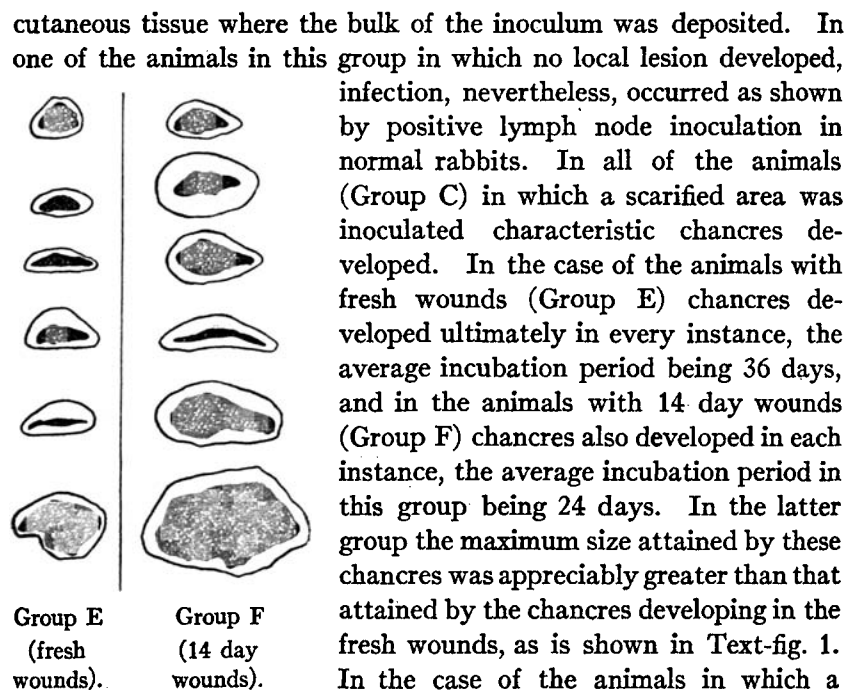 cutaneous tissue where the bulk of the inoculum was deposited. In
one of the animals in this group in which no local lesion developed,
infection, nevertheless, occurred as shown
by positive lymph node inoculation in
normal rabbits. In all of the animals
(Group C) in which a scarified area was
inoculated characteristic chancres de-
veloped. In the case of the animals with
fresh wounds (Group E) chancres de-
veloped ultimately in every instance, the
average incubation period being 36 days,
and in the animals with 14 day wounds
(Group F) chancres also developed in each
instance, the average incubation period in
this group being 24 days. In the latter
group the maximum size attained by these
chancres was appreciably greater than that
attained by the chancres developing in the
fresh wounds, as is shown in Text-fig. 1.
In the case of the animals in which a
Group E
(fresh
wounds).
Group F
(14 day
wounds).